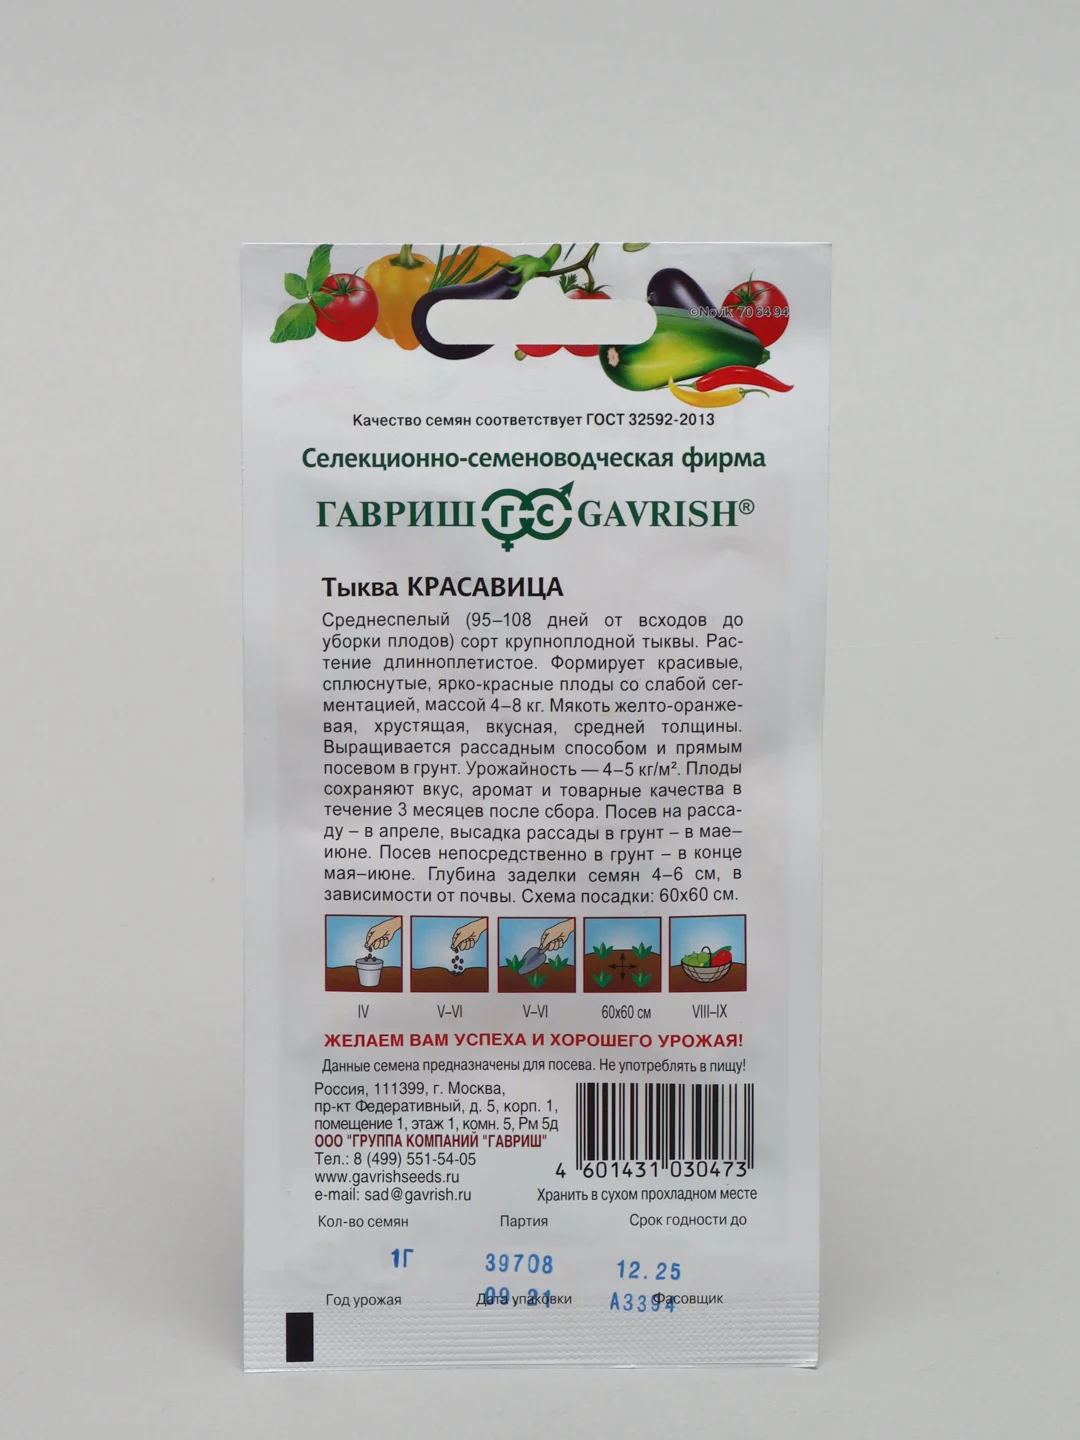 ©Novik 70 64 94
Качество семян соответствует ГОСТ 32592-2013
Селекционно-семеноводческая фирма
ГАВРИШ ГС GAVRISH®
Тыква КРАСАВИЦА
Среднеспелый (95–108 дней от всходов до
уборки плодов) сорт крупноплодной тыквы. Рас-
тение длинноплетистое. Формирует красивые,
сплюснутые, ярко-красные плоды со слабой сег-
ментацией, массой 4–8 кг. Мякоть желто-оранже-
вая, хрустящая, вкусная, средней толщины.
Выращивается рассадным способом и прямым
посевом в грунт. Урожайность — 4–5 кг/м². Плоды
сохраняют вкус, аромат и товарные качества в
течение 3 месяцев после сбора. Посев на расса-
ду – в апреле, высадка рассады в грунт – в мае–
июне. Посев непосредственно в грунт – в конце
мая–июне. Глубина заделки семян 4–6 см, в
зависимости от почвы. Схема посадки: 60х60 см.
IV V–VI V–VI 60х60 см VIII–IX
ЖЕЛАЕМ ВАМ УСПЕХА И ХОРОШЕГО УРОЖАЯ!
Данные семена предназначены для посева. Не употреблять в пищу!
Россия, 111399, г. Москва,
пр-кт Федеративный, д. 5, корп. 1,
помещение 1, этаж 1, комн. 5, Рм 5д
ООО "ГРУППА КОМПАНИЙ "ГАВРИШ"
Тел.: 8 (499) 551-54-05
www.gavrishseeds.ru
e-mail: sad@gavrish.ru
4 601431 030473
Хранить в сухом прохладном месте
Кол-во семян Партия Срок годности до
1Г 39708 12.25
Год урожая Дата упаковки Фасовщик
09.21 А3394